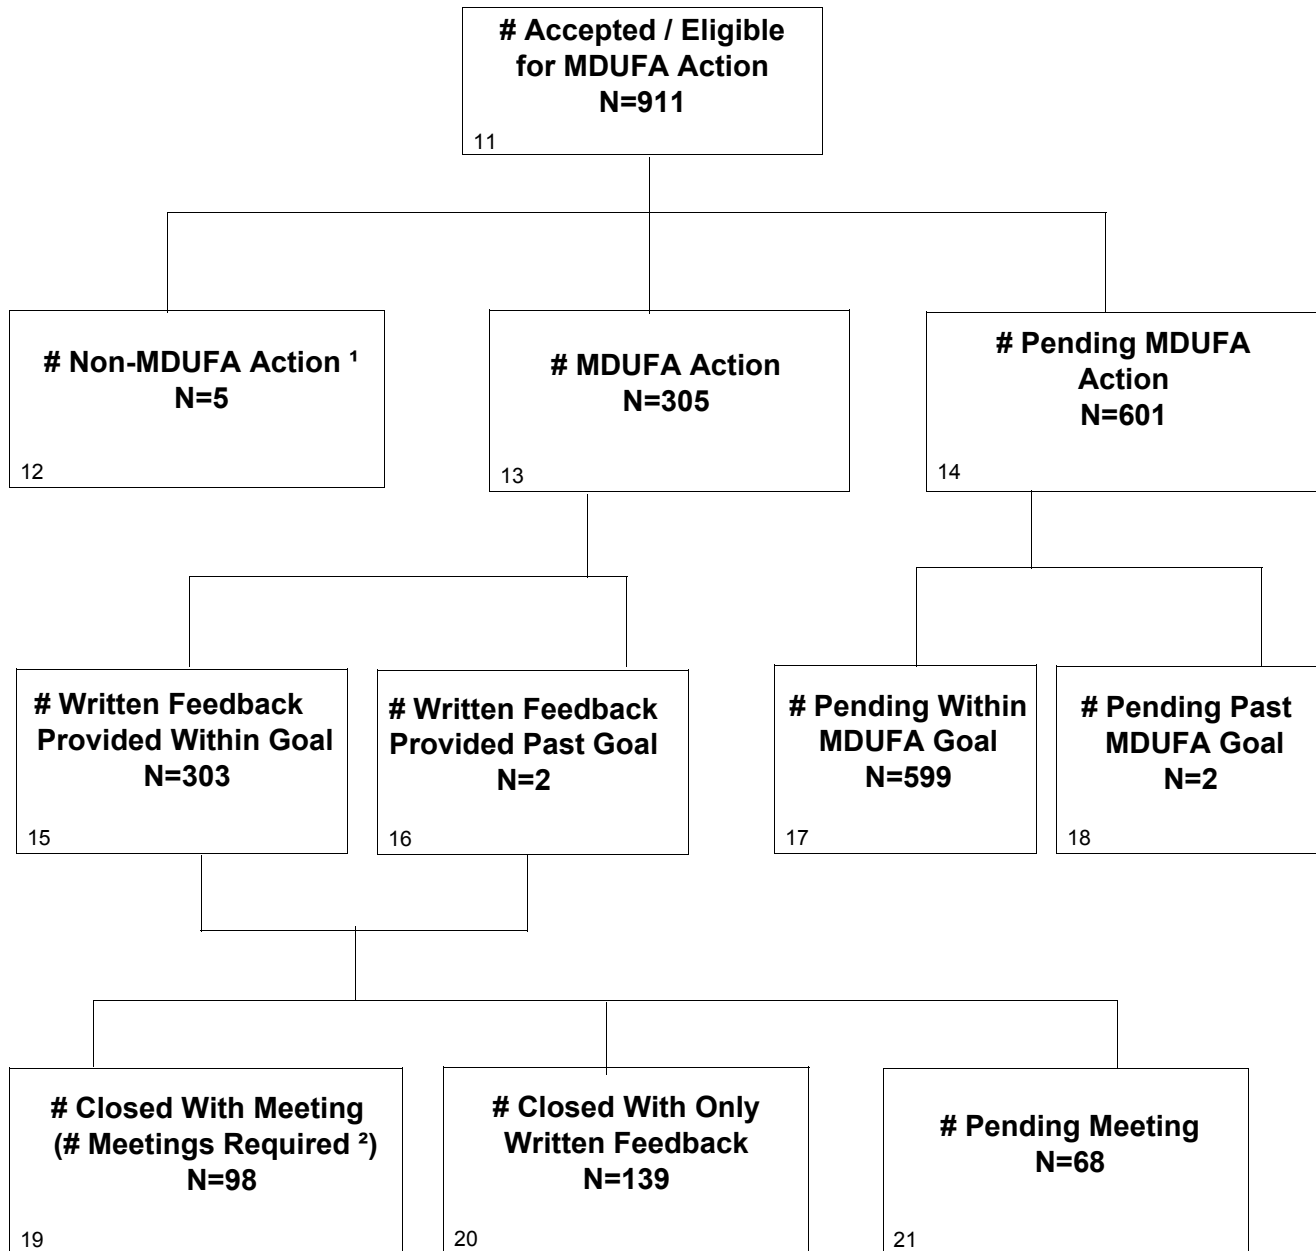 # Accepted / Eligible
for MDUFA Action
N=911
11
# Non-MDUFA Action ¹
N=5
12
# MDUFA Action
N=305
13
# Pending MDUFA
Action
N=601
14
# Written Feedback
Provided Within Goal
N=303
15
# Written Feedback
Provided Past Goal
N=2
16
# Pending Within
MDUFA Goal
N=599
17
# Pending Past
MDUFA Goal
N=2
18
# Closed With Meeting
(# Meetings Required ²)
N=98
19
# Closed With Only
Written Feedback
N=139
20
# Pending Meeting
N=68
21